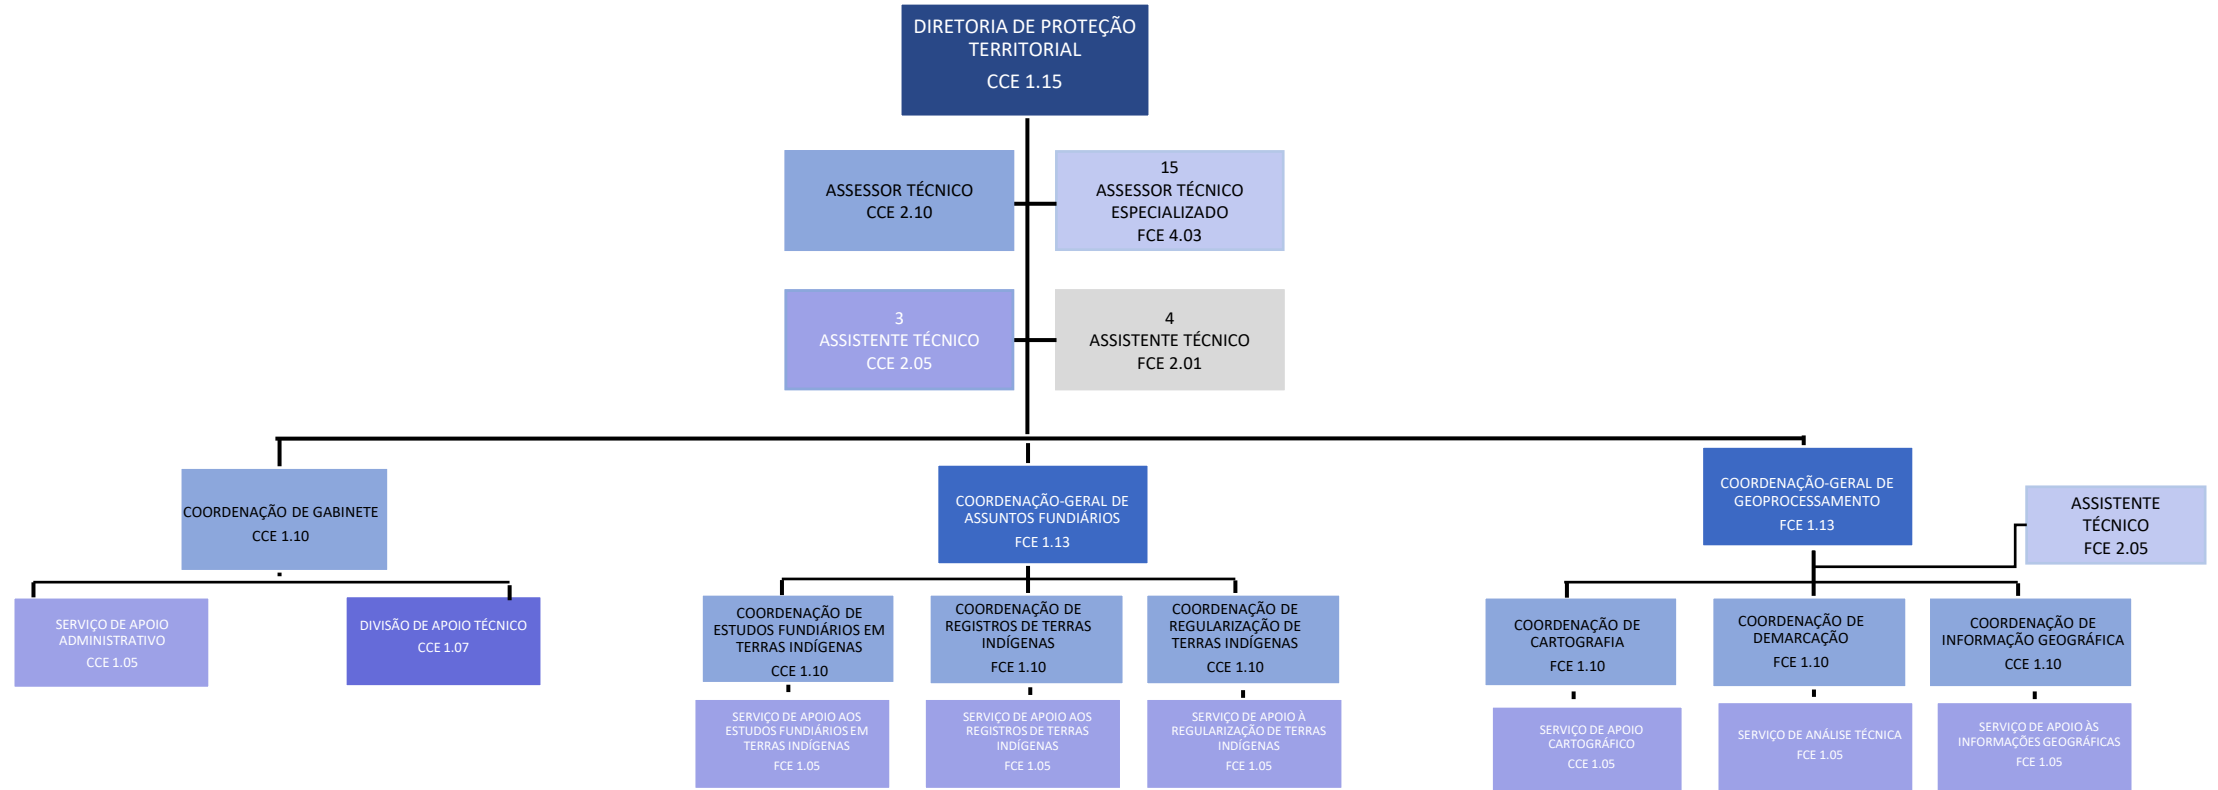 DIRETORIA DE PROTEÇÃO
TERRITORIAL
CCE 1.15
ASSESSOR TÉCNICO
CCE 2.10
15
ASSESSOR TÉCNICO
ESPECIALIZADO
FCE 4.03
3
ASSISTENTE TÉCNICO
CCE 2.05
4
ASSISTENTE TÉCNICO
FCE 2.01
COORDENAÇÃO DE GABINETE
CCE 1.10
COORDENAÇÃO-GERAL DE
ASSUNTOS FUNDIÁRIOS
FCE 1.13
COORDENAÇÃO-GERAL DE
GEOPROCESSAMENTO
FCE 1.13
ASSISTENTE
TÉCNICO
FCE 2.05
SERVIÇO DE APOIO
ADMINISTRATIVO
CCE 1.05
DIVISÃO DE APOIO TÉCNICO
CCE 1.07
COORDENAÇÃO DE
ESTUDOS FUNDIÁRIOS EM
TERRAS INDÍGENAS
CCE 1.10
COORDENAÇÃO DE
REGISTROS DE TERRAS
INDÍGENAS
FCE 1.10
COORDENAÇÃO DE
REGULARIZAÇÃO DE
TERRAS INDÍGENAS
CCE 1.10
COORDENAÇÃO DE
CARTOGRAFIA
FCE 1.10
COORDENAÇÃO DE
DEMARCAÇÃO
FCE 1.10
COORDENAÇÃO DE
INFORMAÇÃO GEOGRÁFICA
CCE 1.10
SERVIÇO DE APOIO AOS
ESTUDOS FUNDIÁRIOS EM
TERRAS INDÍGENAS
FCE 1.05
SERVIÇO DE APOIO AOS
REGISTROS DE TERRAS
INDÍGENAS
FCE 1.05
SERVIÇO DE APOIO À
REGULARIZAÇÃO DE TERRAS
INDÍGENAS
FCE 1.05
SERVIÇO DE APOIO
CARTOGRÁFICO
CCE 1.05
SERVIÇO DE ANÁLISE TÉCNICA
FCE 1.05
SERVIÇO DE APOIO ÀS
INFORMAÇÕES GEOGRÁFICAS
FCE 1.05